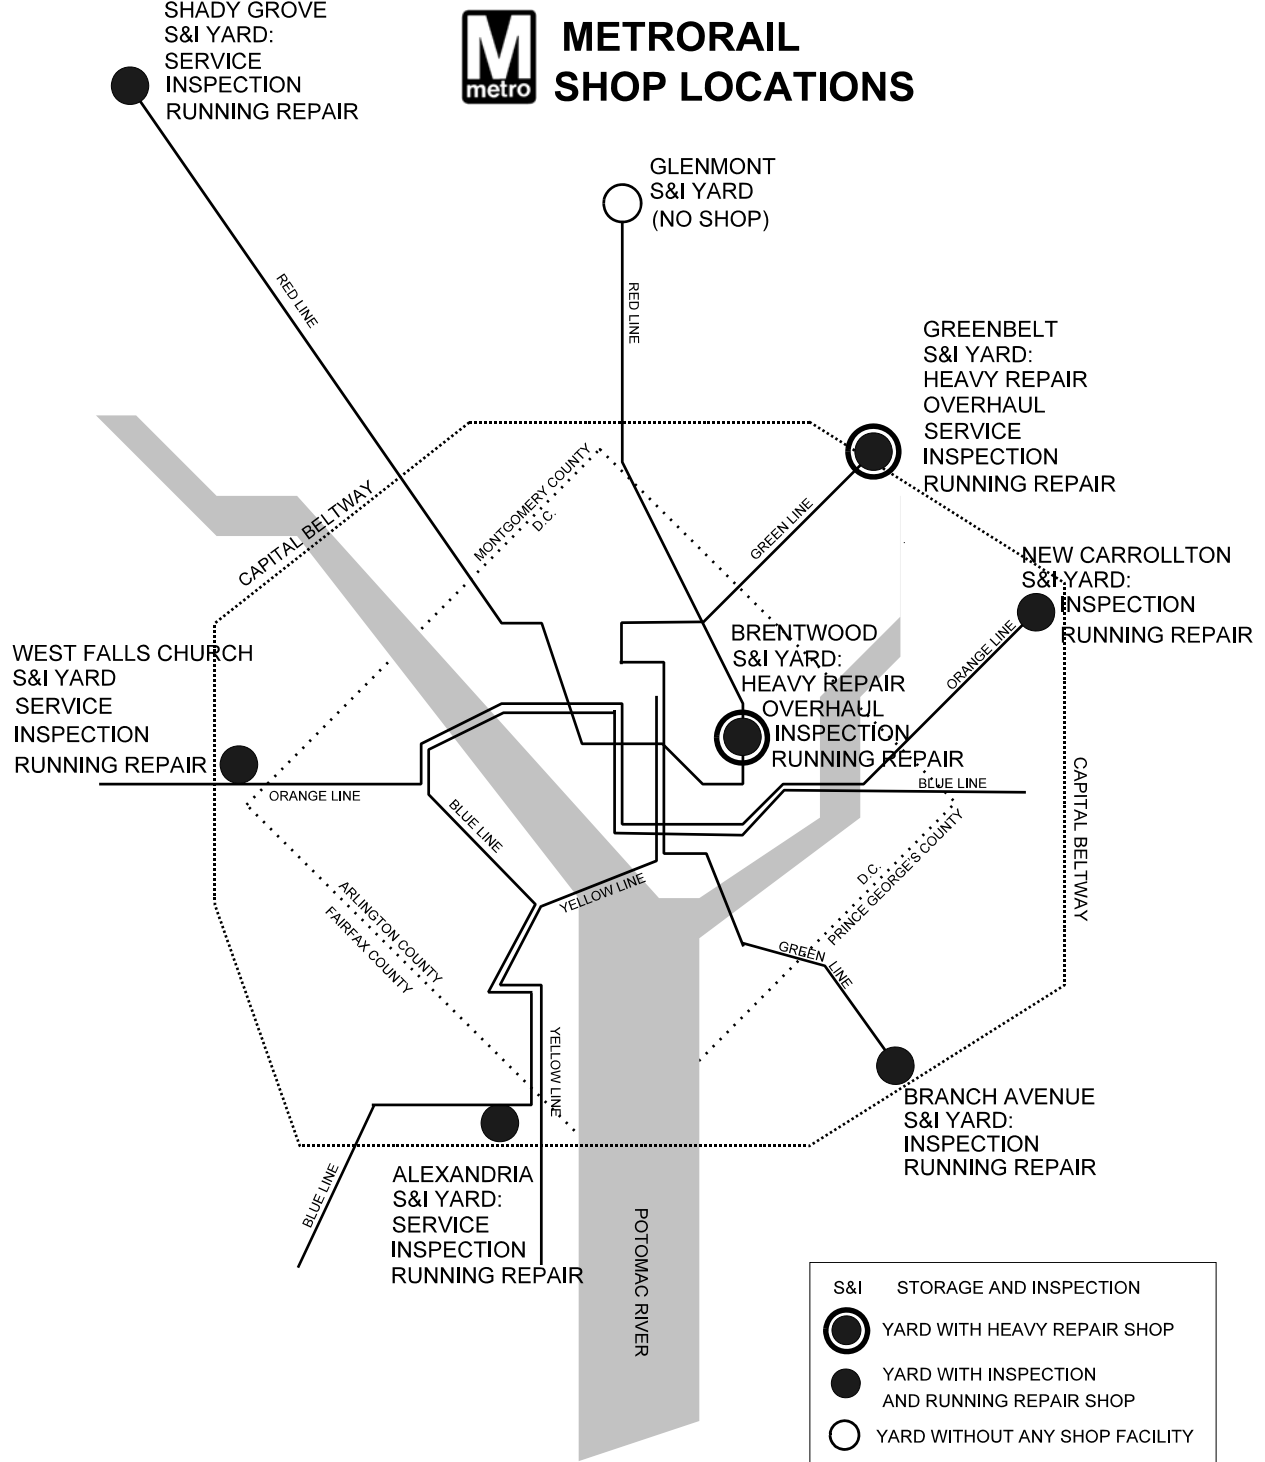 SHADY GROVE
S&I YARD:
SERVICE
INSPECTION
RUNNING REPAIR
M
metro
METRORAIL
SHOP LOCATIONS
GLENMONT
S&I YARD
(NO SHOP)
RED LINE
RED LINE
GREENBELT
S&I YARD:
HEAVY REPAIR
OVERHAUL
SERVICE
INSPECTION
RUNNING REPAIR
CAPITAL BELTWAY
MONTGOMERY COUNTY
D.C.
GREEN LINE
NEW CARROLLTON
S&I YARD:
INSPECTION
RUNNING REPAIR
WEST FALLS CHURCH
S&I YARD
SERVICE
INSPECTION
RUNNING REPAIR
BRENTWOOD
S&I YARD:
HEAVY REPAIR
OVERHAUL
INSPECTION
RUNNING REPAIR
ORANGE LINE
ORANGE LINE
BLUE LINE
BLUE LINE
CAPITAL BELTWAY
YELLOW LINE
D.C.
PRINCE GEORGE'S COUNTY
ARLINGTON COUNTY
FAIRFAX COUNTY
GREEN LINE
YELLOW LINE
BLUE LINE
BRANCH AVENUE
S&I YARD:
INSPECTION
RUNNING REPAIR
ALEXANDRIA
S&I YARD:
SERVICE
INSPECTION
RUNNING REPAIR
POTOMAC RIVER
S&I STORAGE AND INSPECTION
YARD WITH HEAVY REPAIR SHOP
YARD WITH INSPECTION
AND RUNNING REPAIR SHOP
YARD WITHOUT ANY SHOP FACILITY